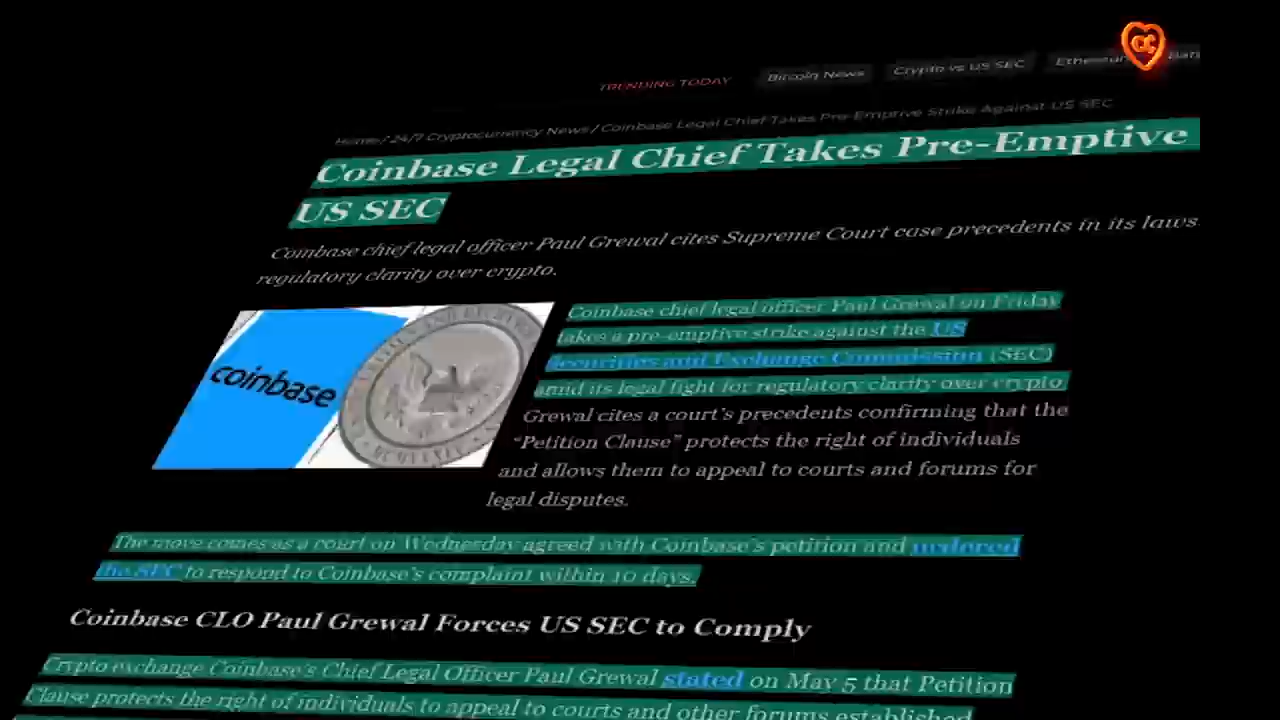 TRENDING TODAY Bitcoin News Crypto vs US SEC
Home / 24/7 Cryptocurrency News / Coinbase Legal Chief Takes Pre-Emptive Strike Against US SEC
Coinbase Legal Chief Takes Pre-Emptive
US SEC
Coinbase chief legal officer Paul Grewal cites Supreme Court case precedents in its laws
regulatory clarity over crypto.
coinbase
Coinbase chief legal officer Paul Grewal on Friday
takes a pre-emptive strike against the US
Securities and Exchange Commission (SEC)
amid its legal fight for regulatory clarity over crypto.
Grewal cites a court's precedents confirming that the
"Petition Clause" protects the right of individuals
and allows them to appeal to courts and forums for
legal disputes.
The move comes as a court on Wednesday agreed with Coinbase's petition and ordered
the SEC to respond to Coinbase's complaint within 10 days.
Coinbase CLO Paul Grewal Forces US SEC to Comply
Crypto exchange Coinbase's Chief Legal Officer Paul Grewal stated on May 5 that Petition
Clause protects the right of individuals to appeal to courts and other forums established